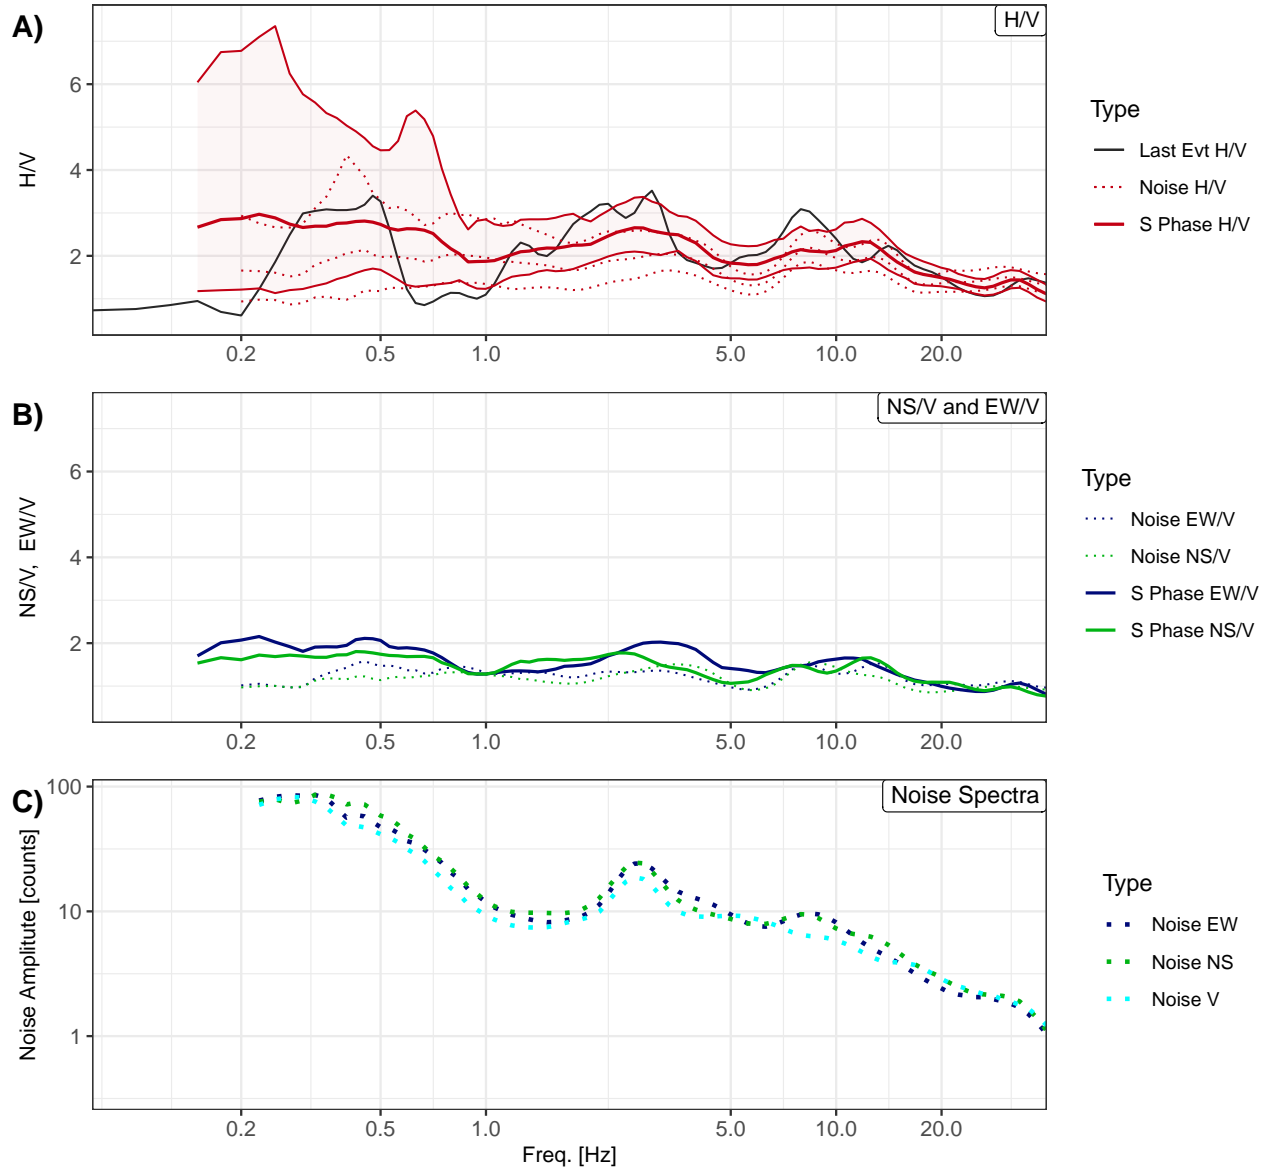 A)
H/V
6
4
2
H/V
0.2 0.5 1.0 5.0 10.0 20.0
Type
Last Evt H/V
Noise H/V
S Phase H/V
B)
NS/V and EW/V
6
4
2
NS/V, EW/V
0.2 0.5 1.0 5.0 10.0 20.0
Type
Noise EW/V
Noise NS/V
S Phase EW/V
S Phase NS/V
C)
Noise Spectra
100
10
1
Noise Amplitute [counts]
0.2 0.5 1.0 5.0 10.0 20.0
Freq. [Hz]
Type
Noise EW
Noise NS
Noise V